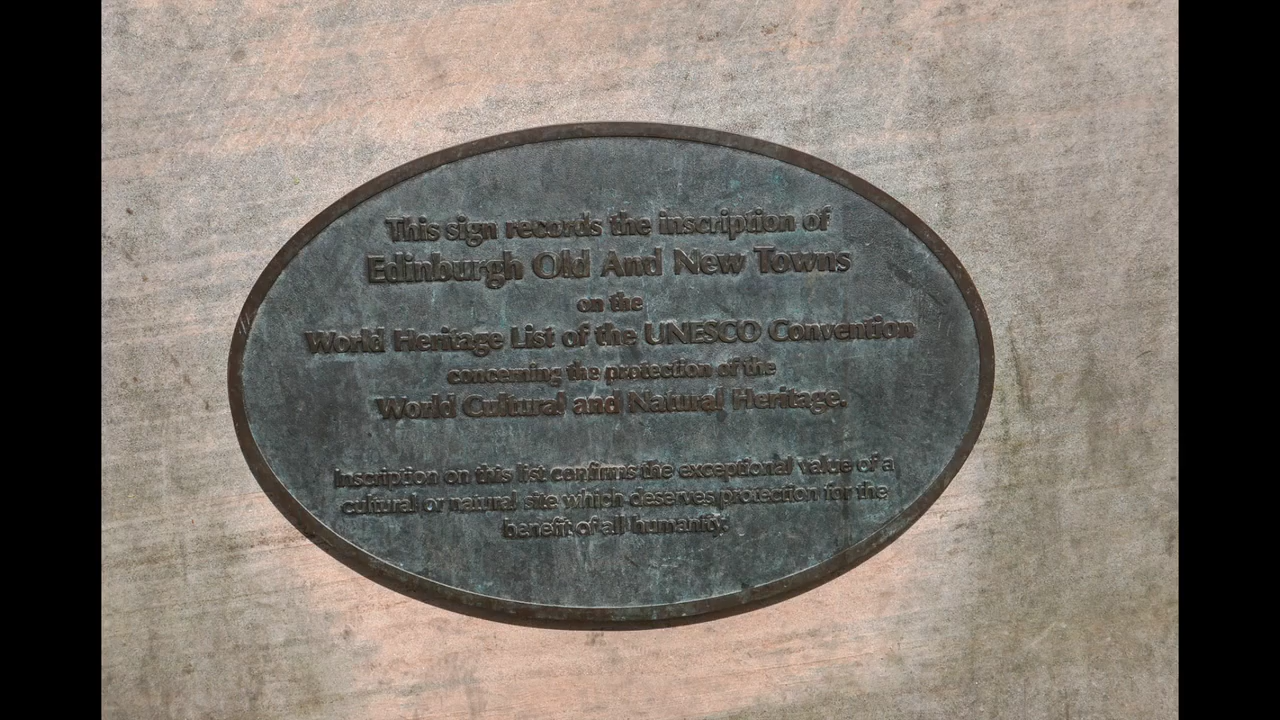 This sign records the inscription of
Edinburgh Old And New Towns
on the
World Heritage List of the UNESCO Convention
concerning the protection of the
World Cultural and Natural Heritage.
Inscription on this list confirms the exceptional value of a
cultural or natural site which deserves protection for the
benefit of all humanity.